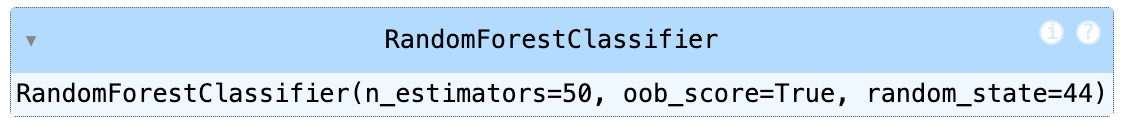 RandomForestClassifier
i ?
RandomForestClassifier(n_estimators=50, oob_score=True, random_state=44)